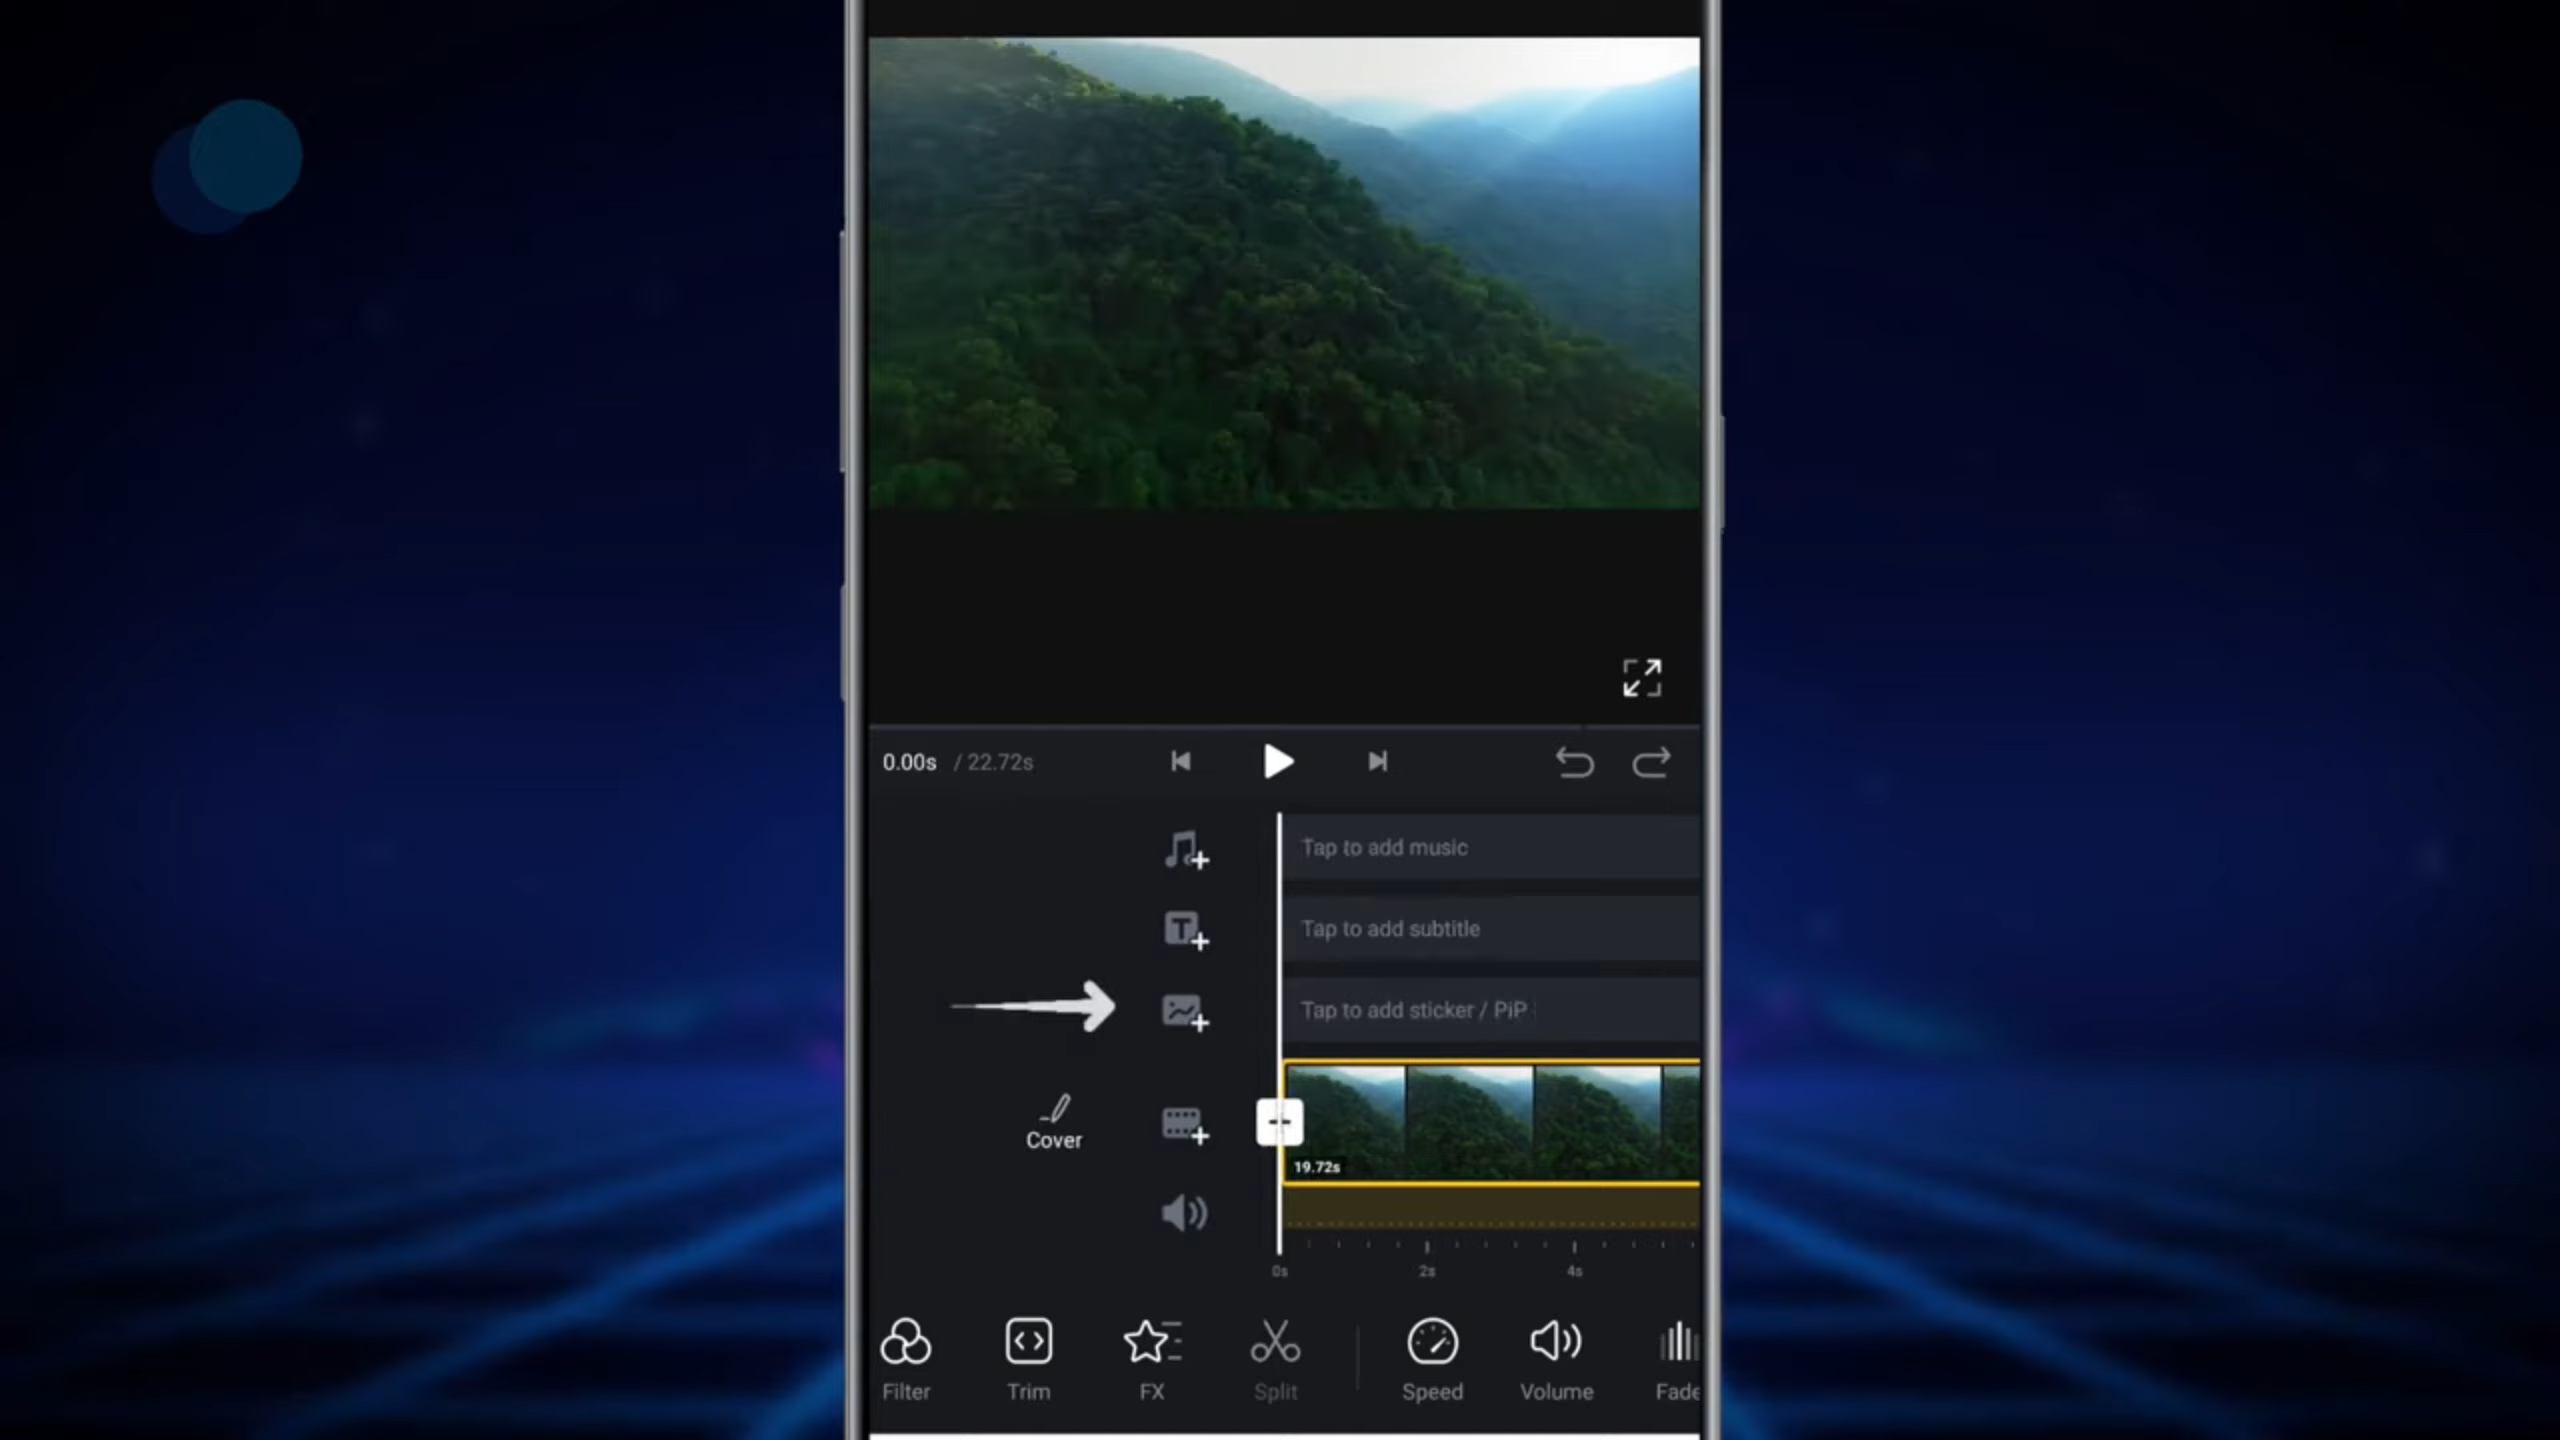 0.00s / 22.72s
Tap to add music
Tap to add subtitle
Tap to add sticker / PiP
Cover
19.72s
0s 2s 4s
Filter Trim FX Split Speed Volume Fade